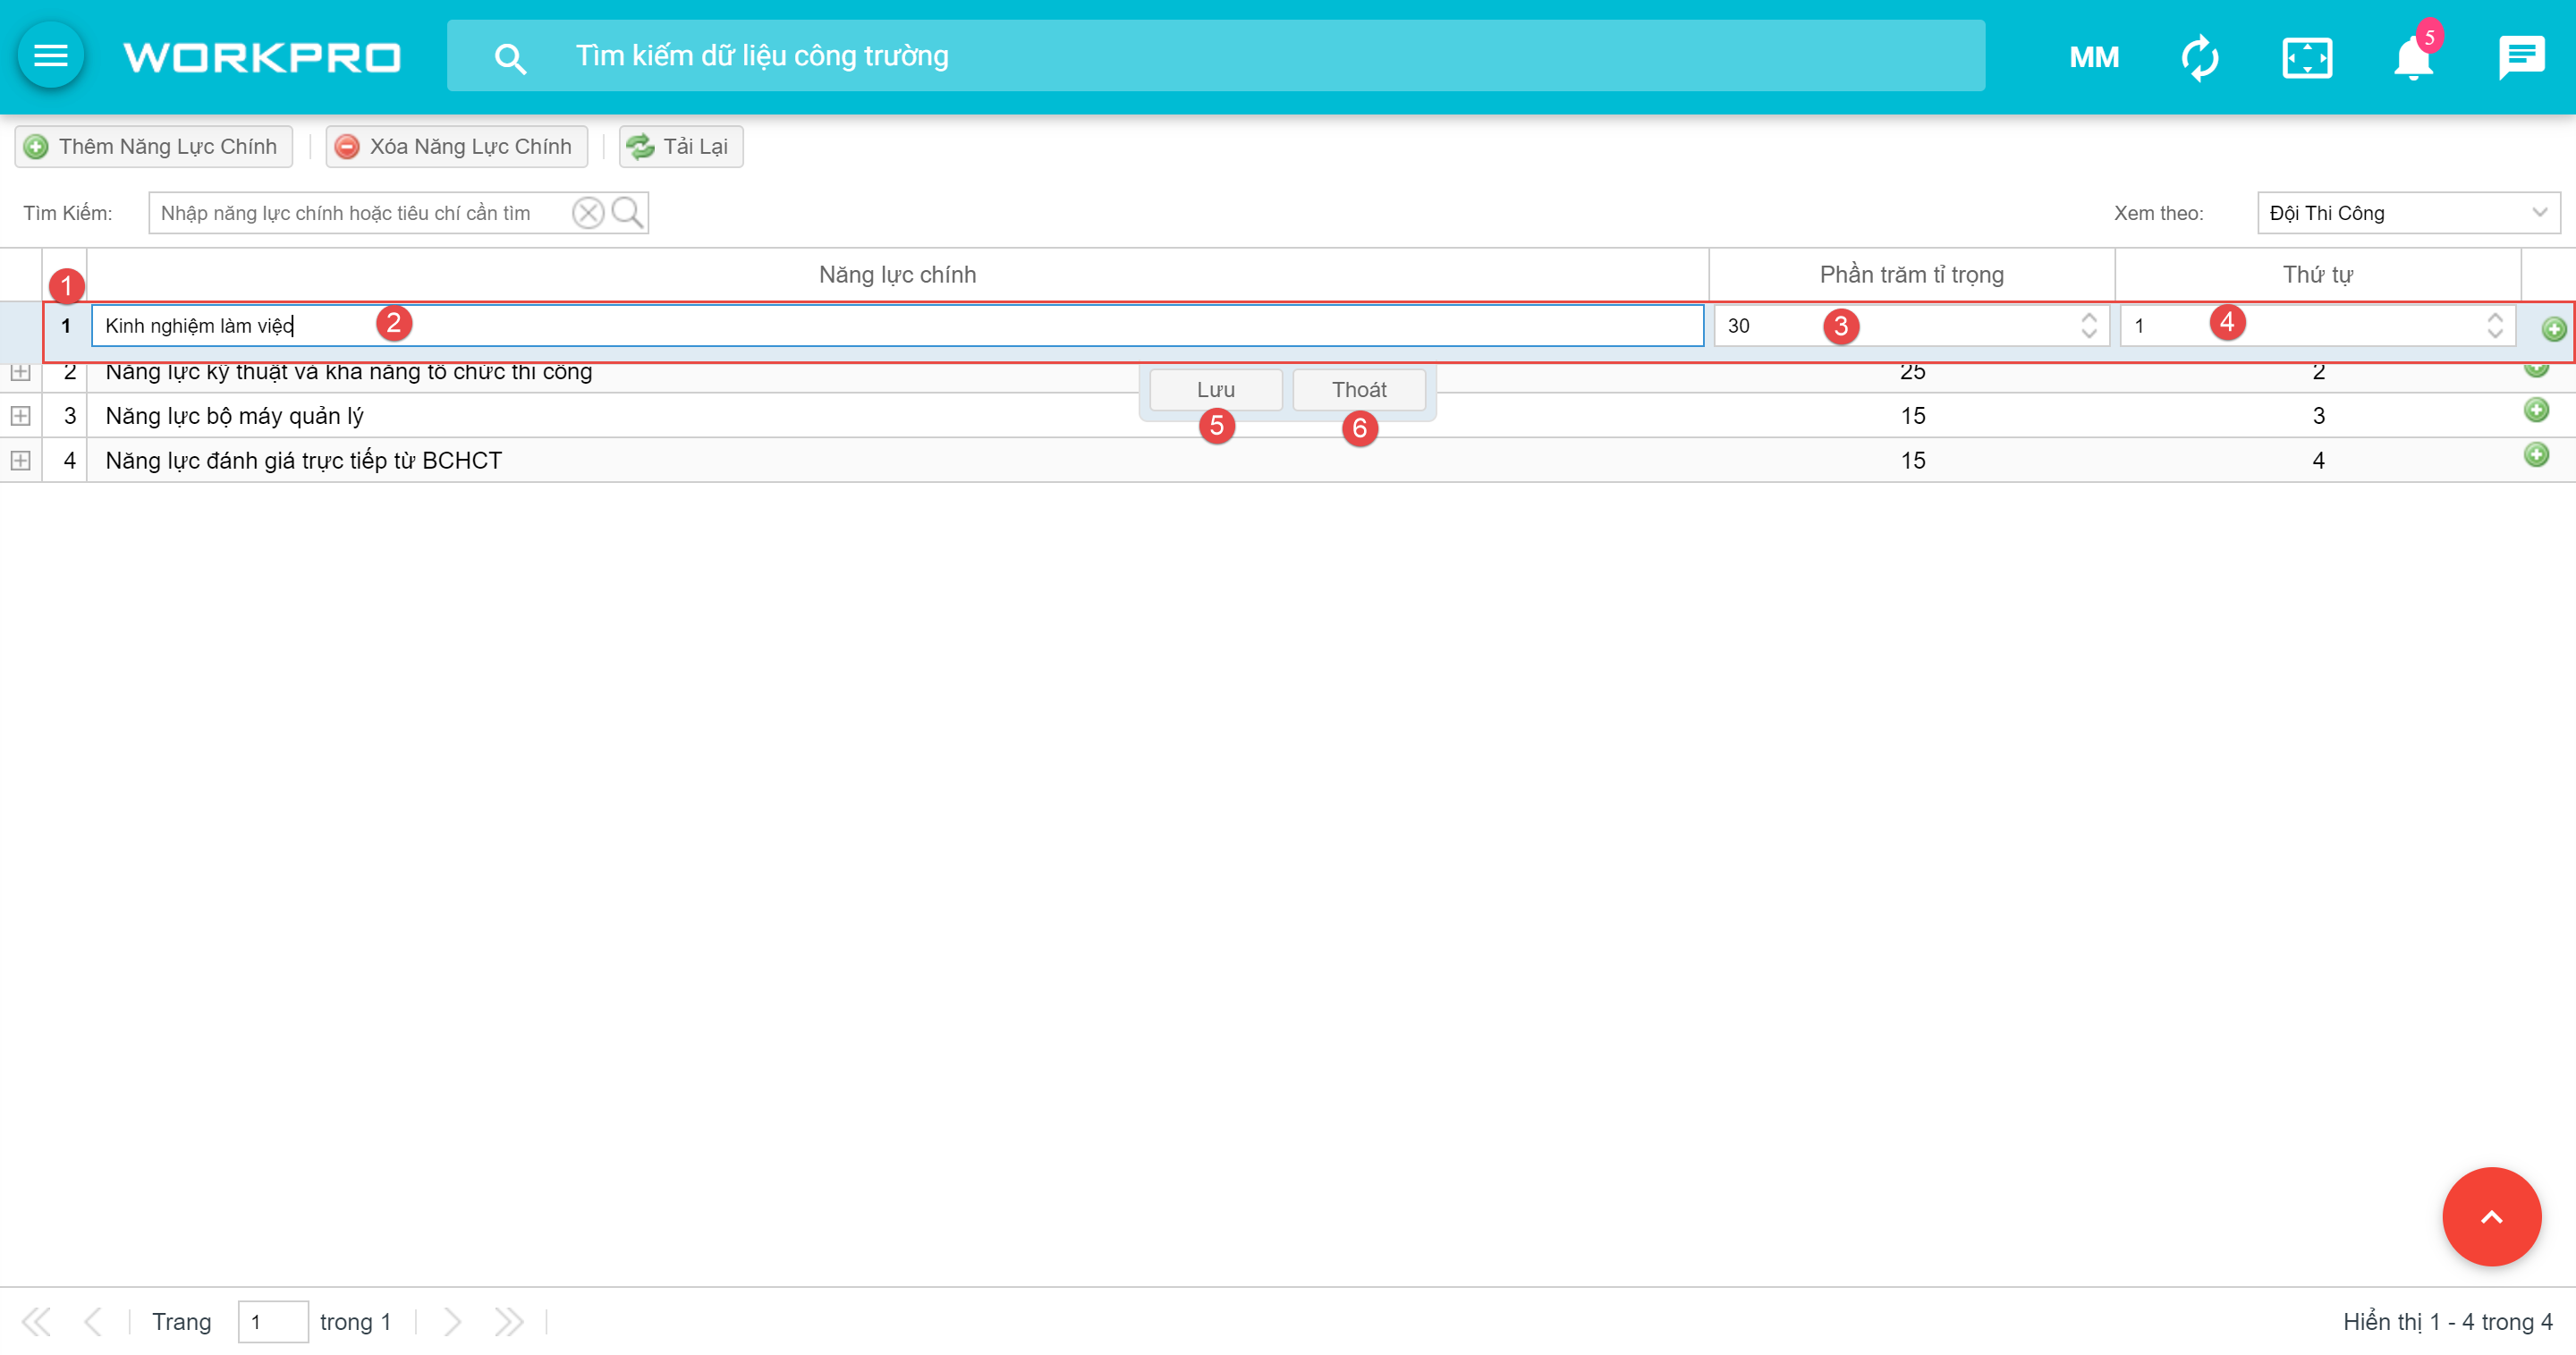 WORKPRO Tìm kiếm dữ liệu công trường MM 5
Thêm Năng Lực Chính Xóa Năng Lực Chính Tải Lại
Tìm Kiếm: Nhập năng lực chính hoặc tiêu chí cần tìm Xem theo: Đội Thi Công
1 Năng lực chính Phần trăm tỉ trọng Thứ tự
1 Kinh nghiệm làm việc 2 30 3 1 4
2 Năng lực kỹ thuật và khả năng tổ chức thi công 25 2
Lưu Thoát
3 Năng lực bộ máy quản lý 15 3
5 6
4 Năng lực đánh giá trực tiếp từ BCHCT 15 4
Trang 1 trong 1 Hiển thị 1 - 4 trong 4